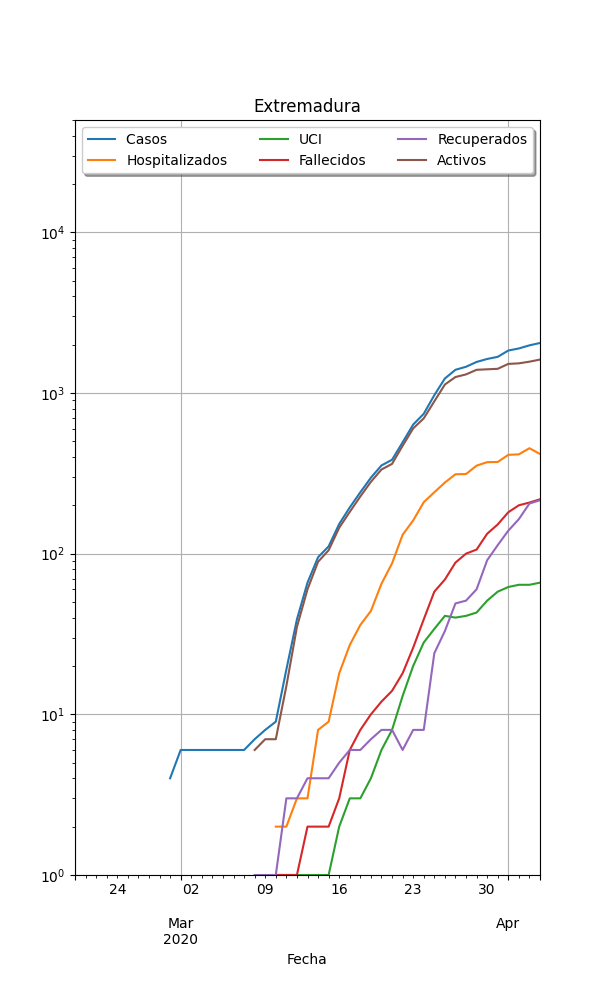 Extremadura
Casos UCI Recuperados
Hospitalizados Fallecidos Activos
10^4
10^3
10^2
10^1
10^0
24 02 09 16 23 30
Mar Apr
2020
Fecha